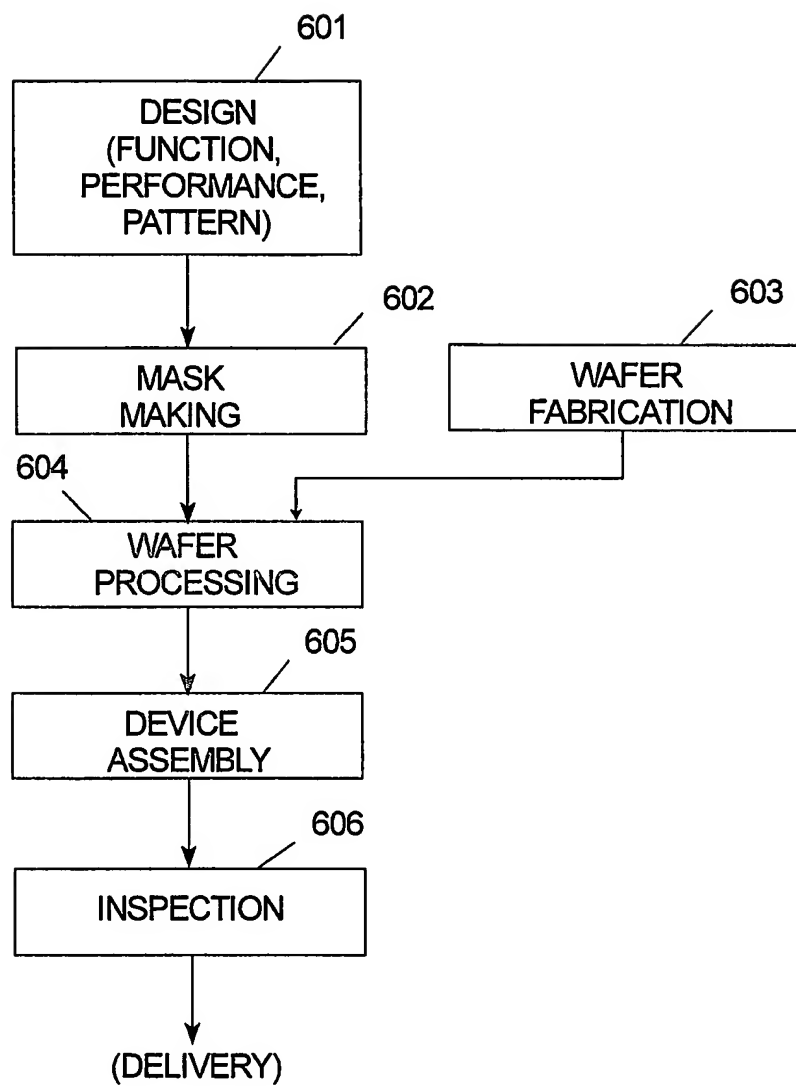 601
DESIGN
(FUNCTION,
PERFORMANCE,
PATTERN)
602
MASK
MAKING
603
WAFER
FABRICATION
604
WAFER
PROCESSING
605
DEVICE
ASSEMBLY
606
INSPECTION
(DELIVERY)